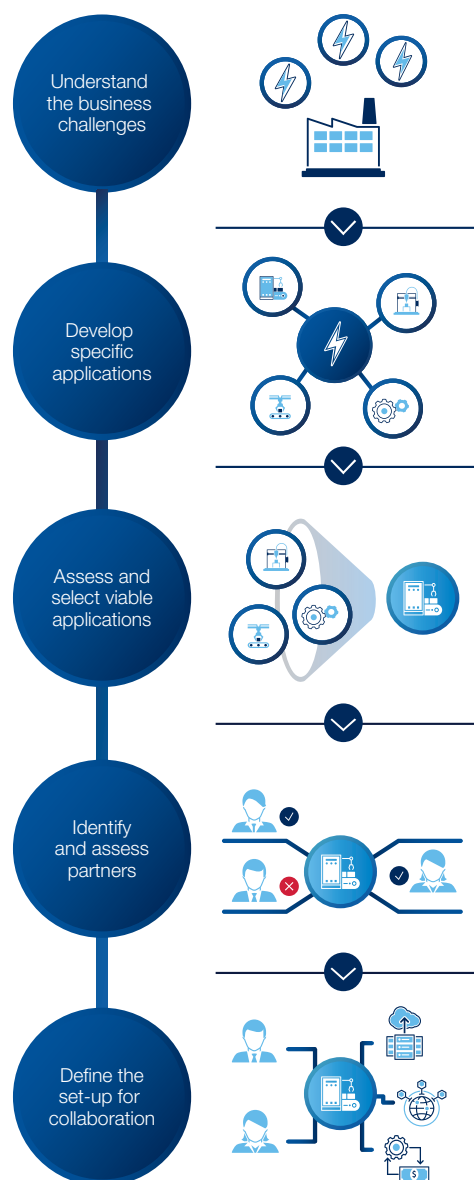 Understand
the business
challenges
Develop
specific
applications
Assess and
select viable
applications
Identify
and assess
partners
$
Define the
set-up for
collaboration